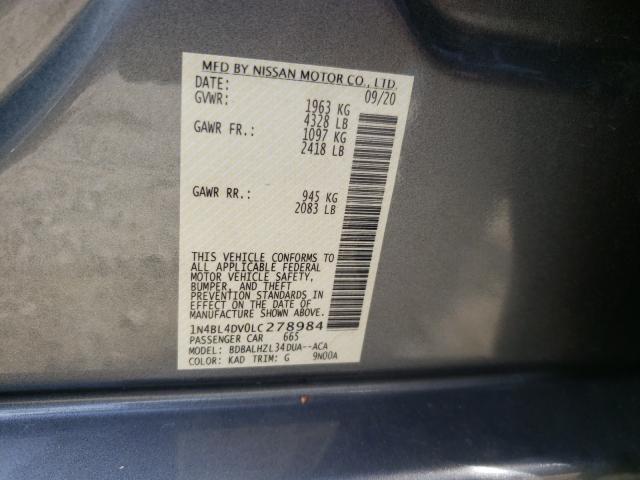 MFD BY NISSAN MOTOR CO., LTD.
DATE: 09/20
GVWR: 1963 KG
4328 LB
GAWR FR.: 1097 KG
2418 LB
GAWR RR.: 945 KG
2083 LB
THIS VEHICLE CONFORMS TO
ALL APPLICABLE FEDERAL
MOTOR VEHICLE SAFETY,
BUMPER, AND THEFT
PREVENTION STANDARDS IN
EFFECT ON THE DATE OF
MANUFACTURE SHOWN ABOVE.
1N4BL4DV0LC278984
PASSENGER CAR 665
MODEL: BDBALHZL34DUA--ACA
COLOR: KAD TRIM: G 9N00A